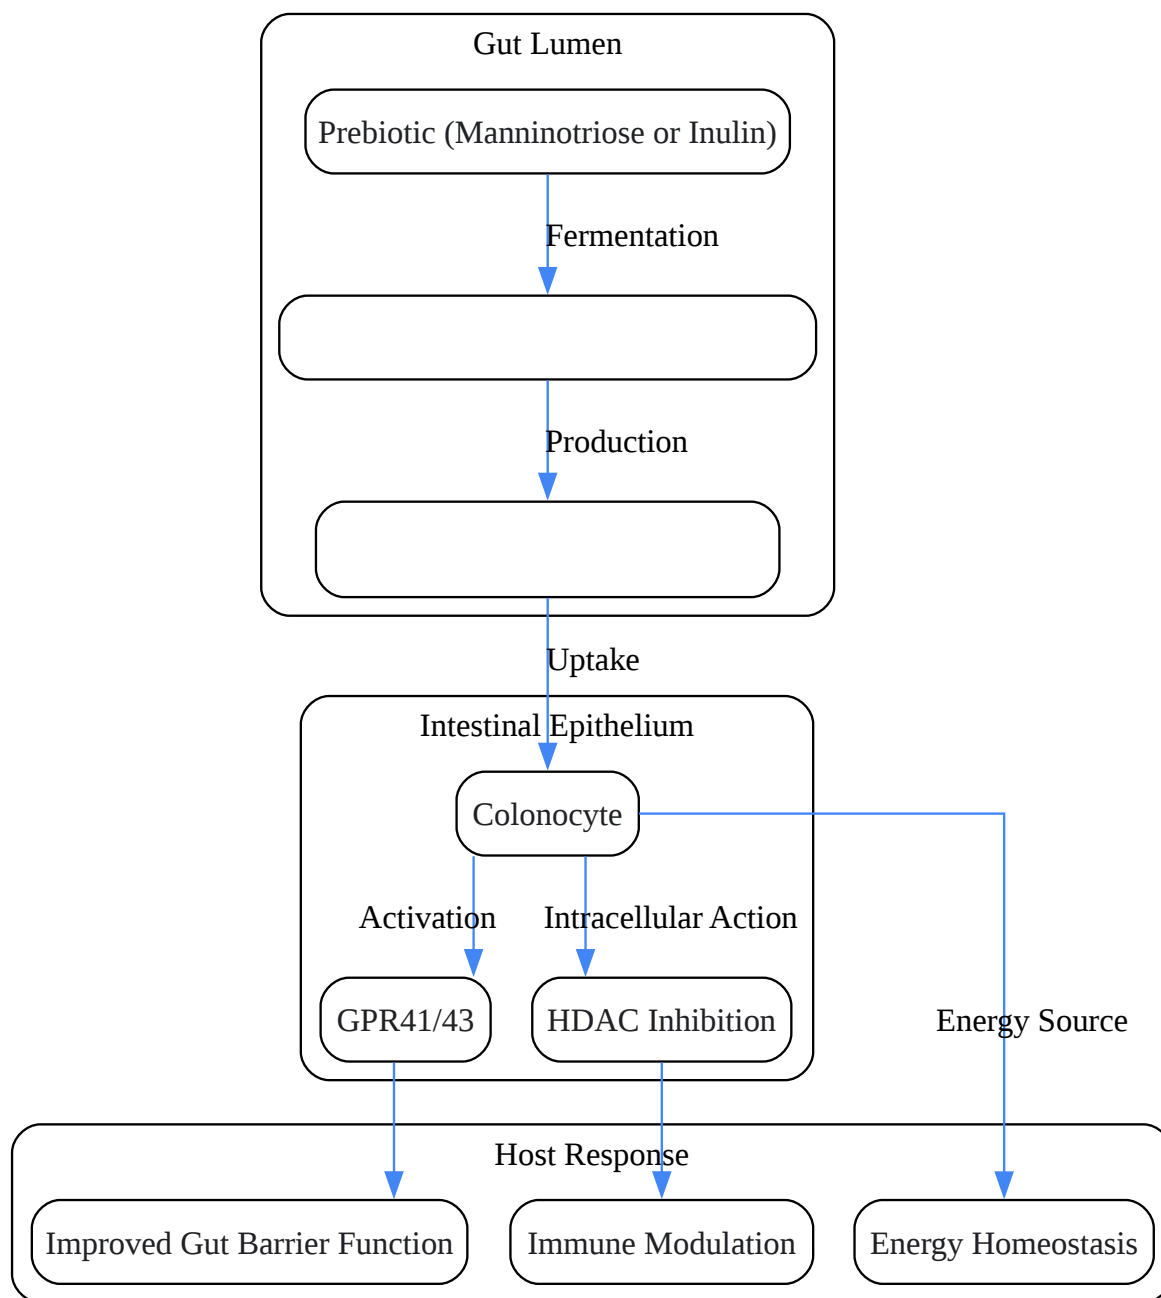 Gut Lumen
Prebiotic (Manninotriose or Inulin)
Fermentation
Production
Uptake
Intestinal Epithelium
Colonocyte
Activation
Intracellular Action
GPR41/43
HDAC Inhibition
Energy Source
Host Response
Improved Gut Barrier Function
Immune Modulation
Energy Homeostasis